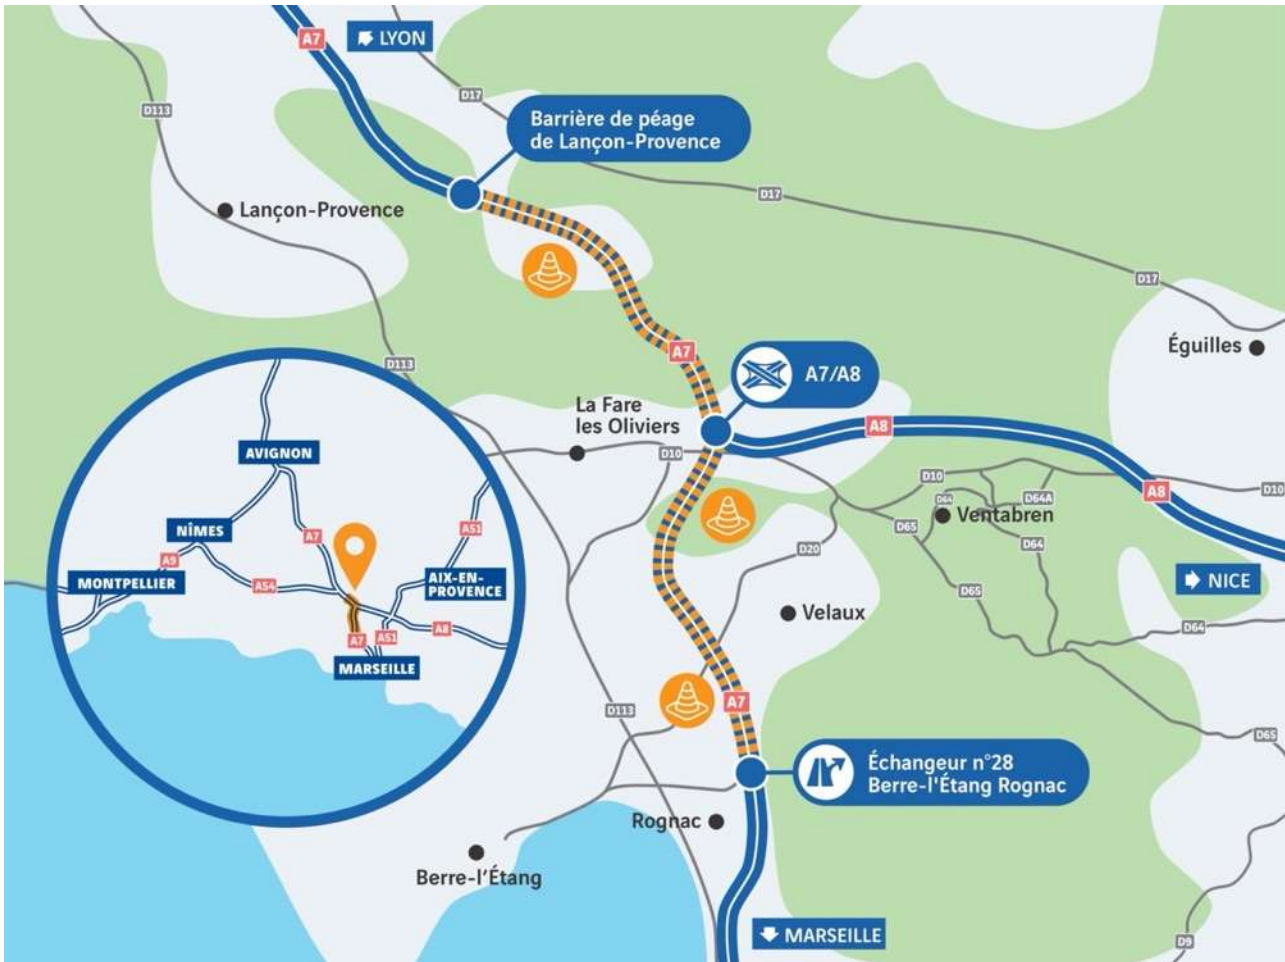 A7
LYON
D17
D113
Barrière de péage
de Lançon-Provence
D17
Lançon-Provence
D17
Éguilles
A7
D113
A7/A8
La Fare
les Oliviers
A8
D10
D10
D10
A8
D64
D64A
Ventabren
D65
D64
D20
AVIGNON
NÎMES
A7
A51
A9
MONTPELLIER
A54
AIX-EN-
PROVENCE
A7
A51
A8
MARSEILLE
NICE
D65
Velaux
D64
A7
D113
D65
Échangeur n°28
Berre-l'Étang Rognac
Rognac
Berre-l'Étang
MARSEILLE
D9